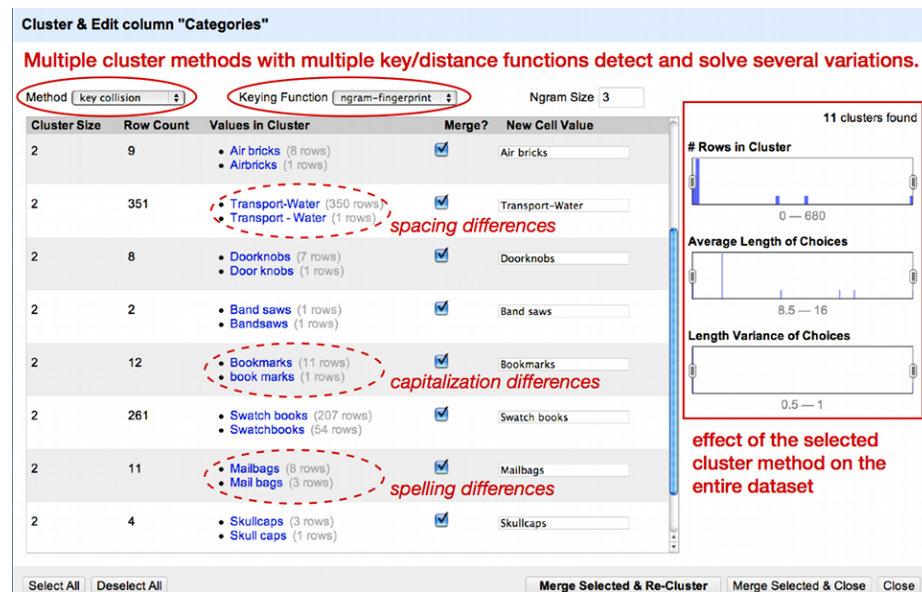 Cluster & Edit column "Categories"
Multiple cluster methods with multiple key/distance functions detect and solve several variations.
Method key collision Keying Function ngram-fingerprint Ngram Size 3
Cluster Size Row Count Values in Cluster Merge? New Cell Value
2 9 • Air bricks (8 rows) Air bricks
• Airbricks (1 rows)
2 351 • Transport-Water (350 rows) Transport-Water
• Transport - Water (1 rows)
spacing differences
2 8 • Doorknobs (7 rows) Doorknobs
• Door knobs (1 rows)
2 2 • Band saws (1 rows) Band saws
• Bandsaws (1 rows)
2 12 • Bookmarks (11 rows) Bookmarks
• book marks (1 rows)
capitalization differences
2 261 • Swatch books (207 rows) Swatch books
• Swatchbooks (54 rows)
2 11 • Mailbags (8 rows) Mailbags
• Mail bags (3 rows)
spelling differences
2 4 • Skullcaps (3 rows) Skullcaps
• Skull caps (1 rows)
11 clusters found
# Rows in Cluster
0 — 680
Average Length of Choices
8.5 — 16
Length Variance of Choices
0.5 — 1
effect of the selected
cluster method on the
entire dataset
Select All Deselect All Merge Selected & Re-Cluster Merge Selected & Close Close